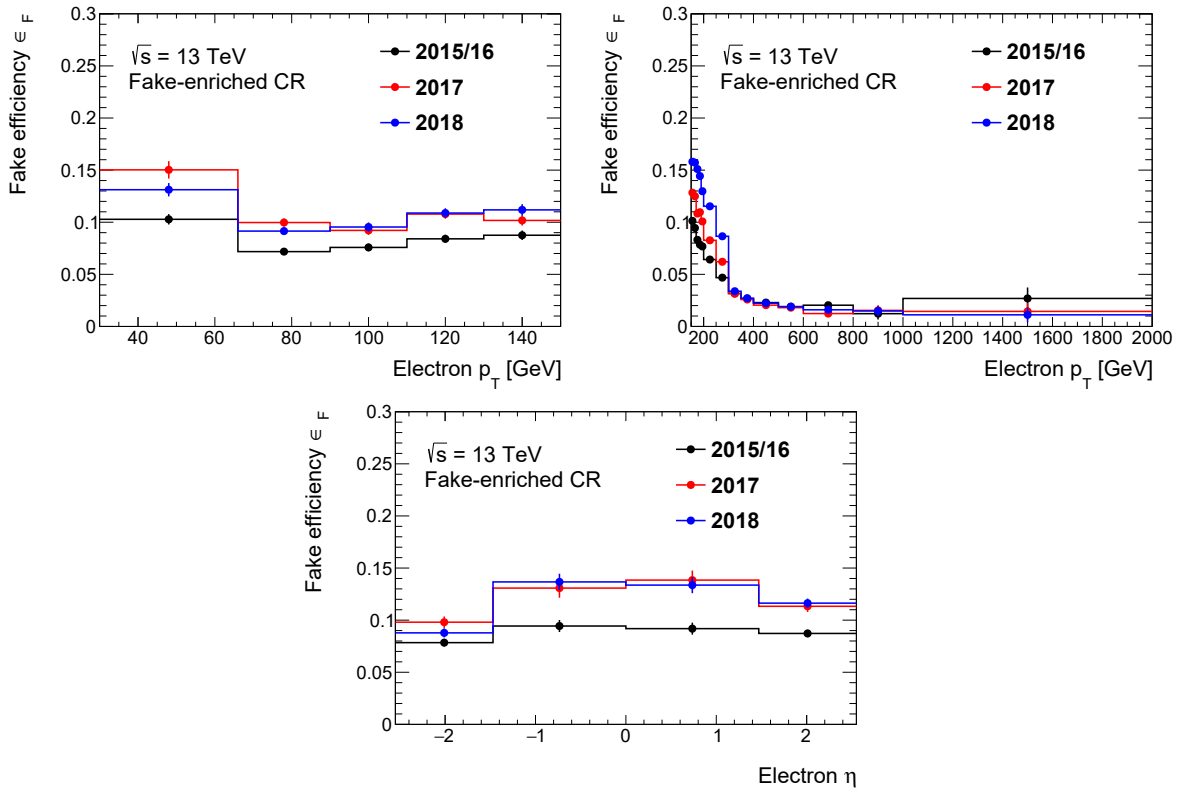 Fake efficiency ϵ F
0.3
0.25
0.2
0.15
0.1
0.05
0
√s = 13 TeV
Fake-enriched CR
2015/16
2017
2018
40 60 80 100 120 140
Electron p T [GeV]
Fake efficiency ϵ F
0.3
0.25
0.2
0.15
0.1
0.05
0
√s = 13 TeV
Fake-enriched CR
2015/16
2017
2018
200 400 600 800 1000 1200 1400 1600 1800 2000
Electron p T [GeV]
Fake efficiency ϵ F
0.3
0.25
0.2
0.15
0.1
0.05
0
√s = 13 TeV
Fake-enriched CR
2015/16
2017
2018
−2 −1 0 1 2
Electron η